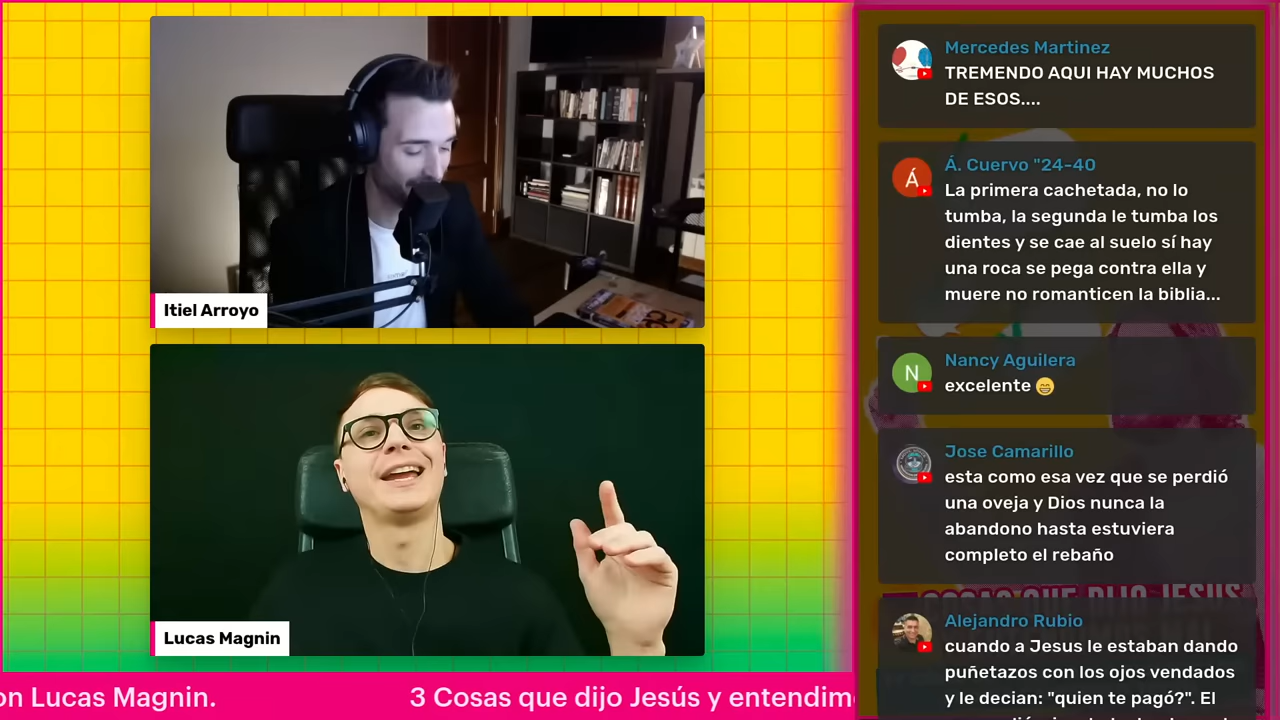 Itiel Arroyo
Lucas Magnin
on Lucas Magnin.
3 Cosas que dijo Jesús y entendim
Mercedes Martinez
TREMENDO AQUI HAY MUCHOS
DE ESOS....
Á
Á. Cuervo "24-40
La primera cachetada, no lo
tumba, la segunda le tumba los
dientes y se cae al suelo sí hay
una roca se pega contra ella y
muere no romanticen la biblia...
N
Nancy Aguilera
excelente 😄
Jose Camarillo
esta como esa vez que se perdió
una oveja y Dios nunca la
abandono hasta estuviera
completo el rebaño
COSAS QUE DIJO JESUS
Alejandro Rubio
cuando a Jesus le estaban dando
puñetazos con los ojos vendados
y le decian: "quien te pagó?". El